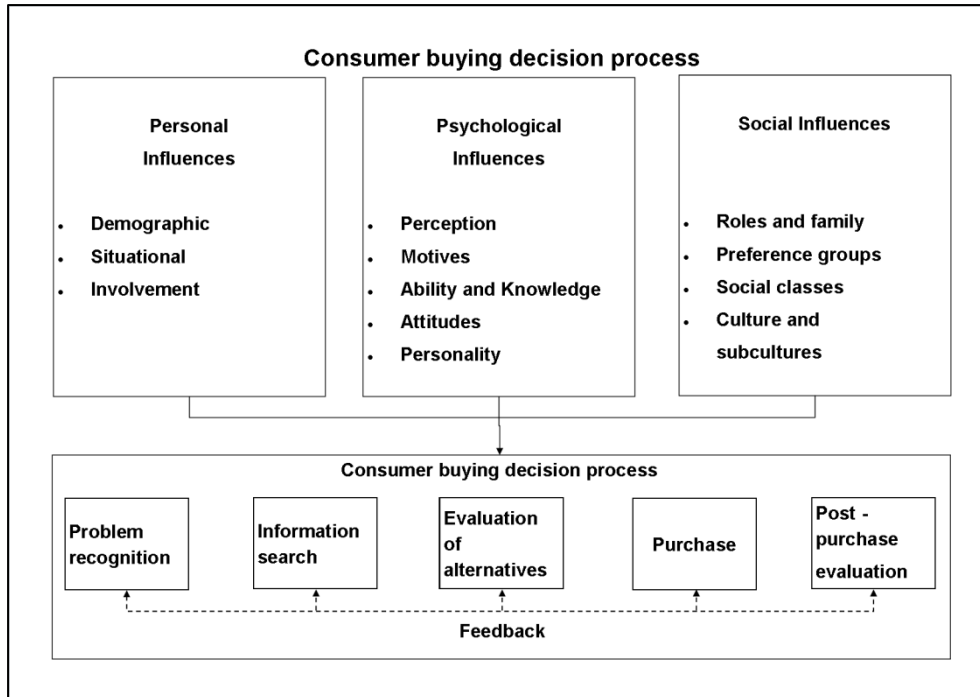 Consumer buying decision process
Personal
Influences
• Demographic
• Situational
• Involvement
Psychological
Influences
• Perception
• Motives
• Ability and Knowledge
• Attitudes
• Personality
Social Influences
• Roles and family
• Preference groups
• Social classes
• Culture and
subcultures
Consumer buying decision process
Problem
recognition
Information
search
Evaluation
of
alternatives
Purchase
Post -
purchase
evaluation
Feedback